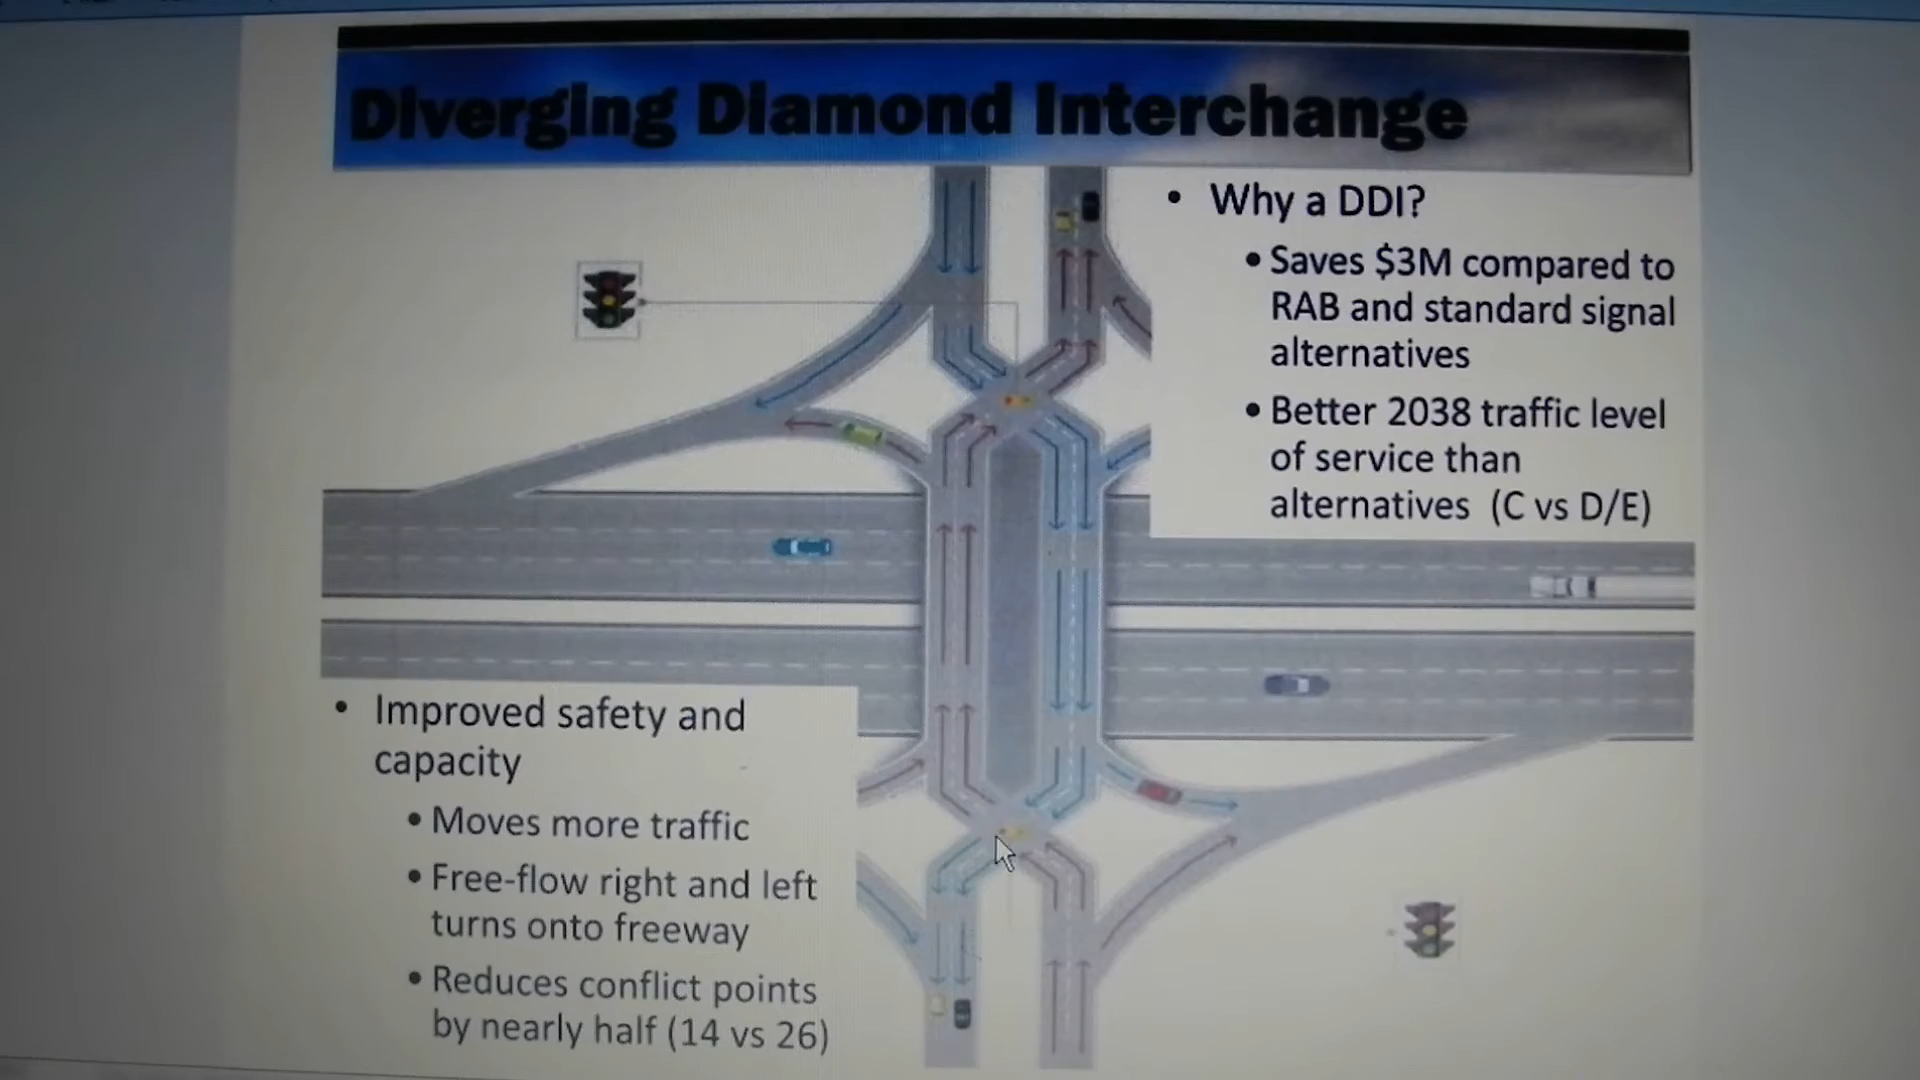 Diverging Diamond Interchange
• Why a DDI?
• Saves $3M compared to
RAB and standard signal
alternatives
• Better 2038 traffic level
of service than
alternatives (C vs D/E)
• Improved safety and
capacity
• Moves more traffic
• Free-flow right and left
turns onto freeway
• Reduces conflict points
by nearly half (14 vs 26)